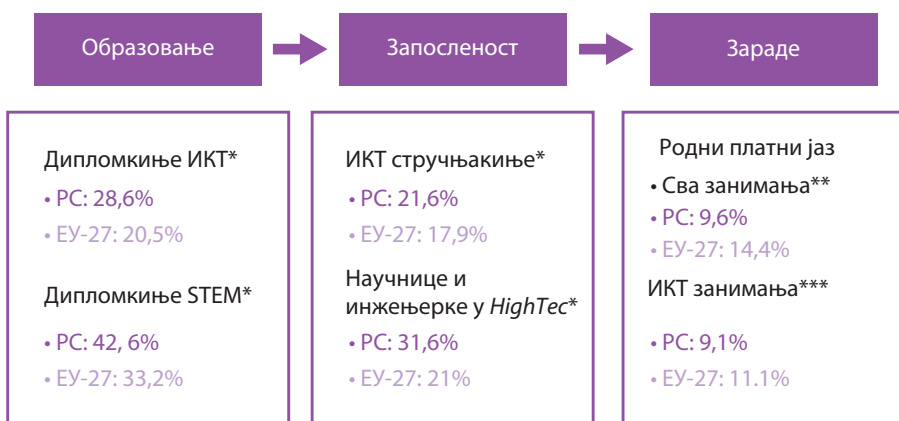 Образовање
Запосленост
Зараде
Дипломкиње ИКТ*
• РС: 28,6%
• ЕУ-27: 20,5%
Дипломкиње STEM*
• РС: 42, 6%
• ЕУ-27: 33,2%
ИКТ стручњакиње*
• РС: 21,6%
• ЕУ-27: 17,9%
Научнице и
инжењерке у HighTec*
• РС: 31,6%
• ЕУ-27: 21%
Родни платни јаз
• Сва занимања**
• РС: 9,6%
• ЕУ-27: 14,4%
ИКТ занимања***
• РС: 9,1%
• ЕУ-27: 11.1%